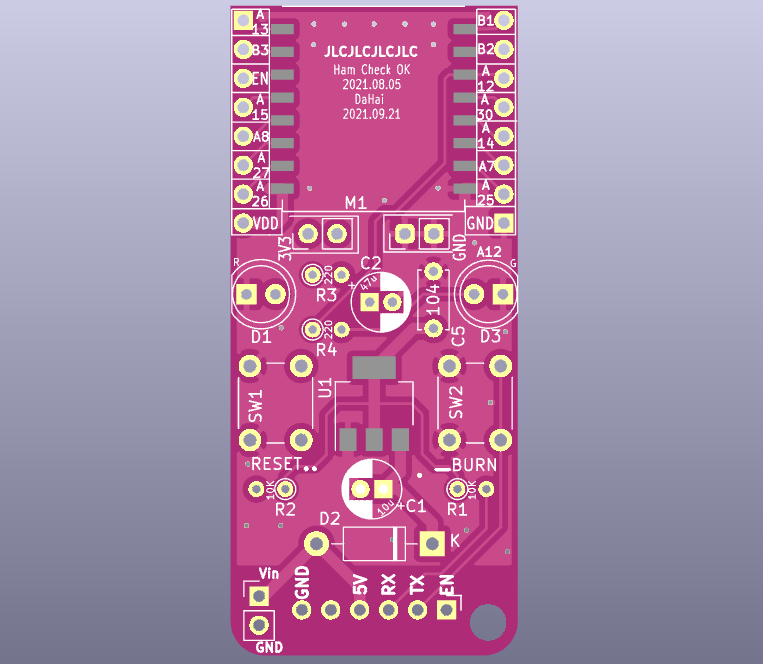 A
13
B3
EN
A
15
A8
A
27
A
26
VDD
JLCJLCJLCJLC
Ham Check OK
2021.08.05
DaHai
2021.09.21
B1
B2
A
12
A
30
A
14
A7
A
25
GND
M1
3V3
GND
A12
R
220
R3
C2
47u
104
G
D1
220
R4
C5
D3
SW1
U1
SW2
RESET
BURN
10K
R2
10u
C1
R1
10K
D2
K
Vin
GND
5V
RX
TX
EN
GND